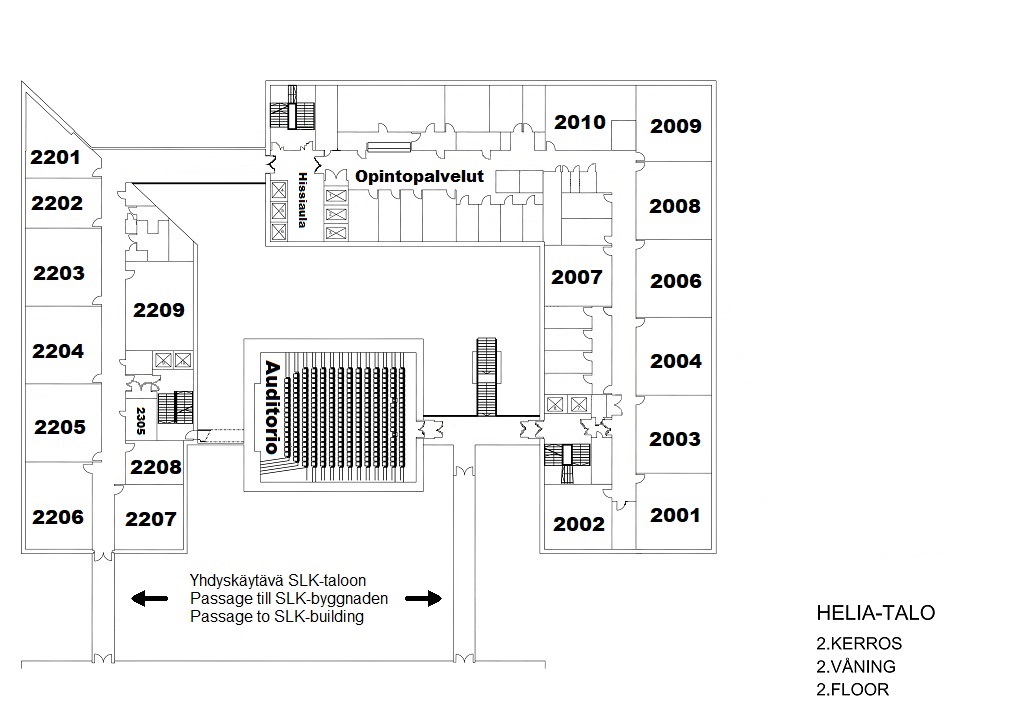 2010
2009
2201
Opintopalvelut
Hissiaula
2202
2008
2203
2007
2006
2209
2204
2004
Auditorio
2305
2205
2003
2208
2206
2207
2002
2001
Yhdyskäytävä SLK-taloon
Passage till SLK-byggnaden
Passage to SLK-building
HELIA-TALO
2.KERROS
2.VÅNING
2.FLOOR